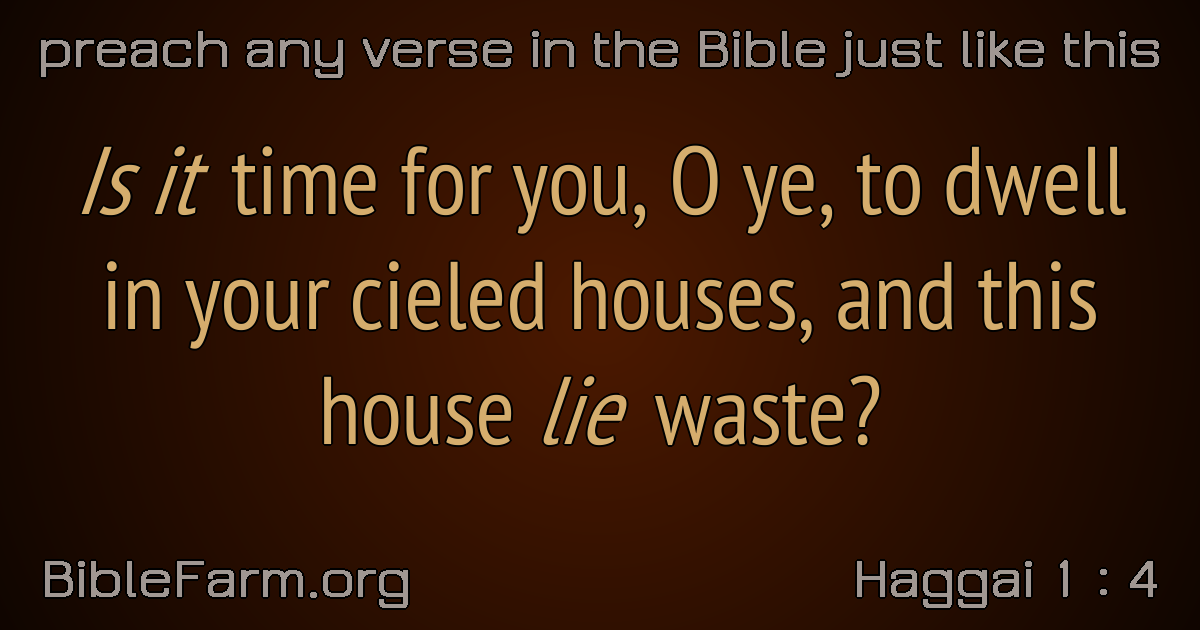 preach any verse in the Bible just like this
Is it time for you, O ye, to dwell
in your cieled houses, and this
house lie waste?
BibleFarm.org
Haggai 1 : 4